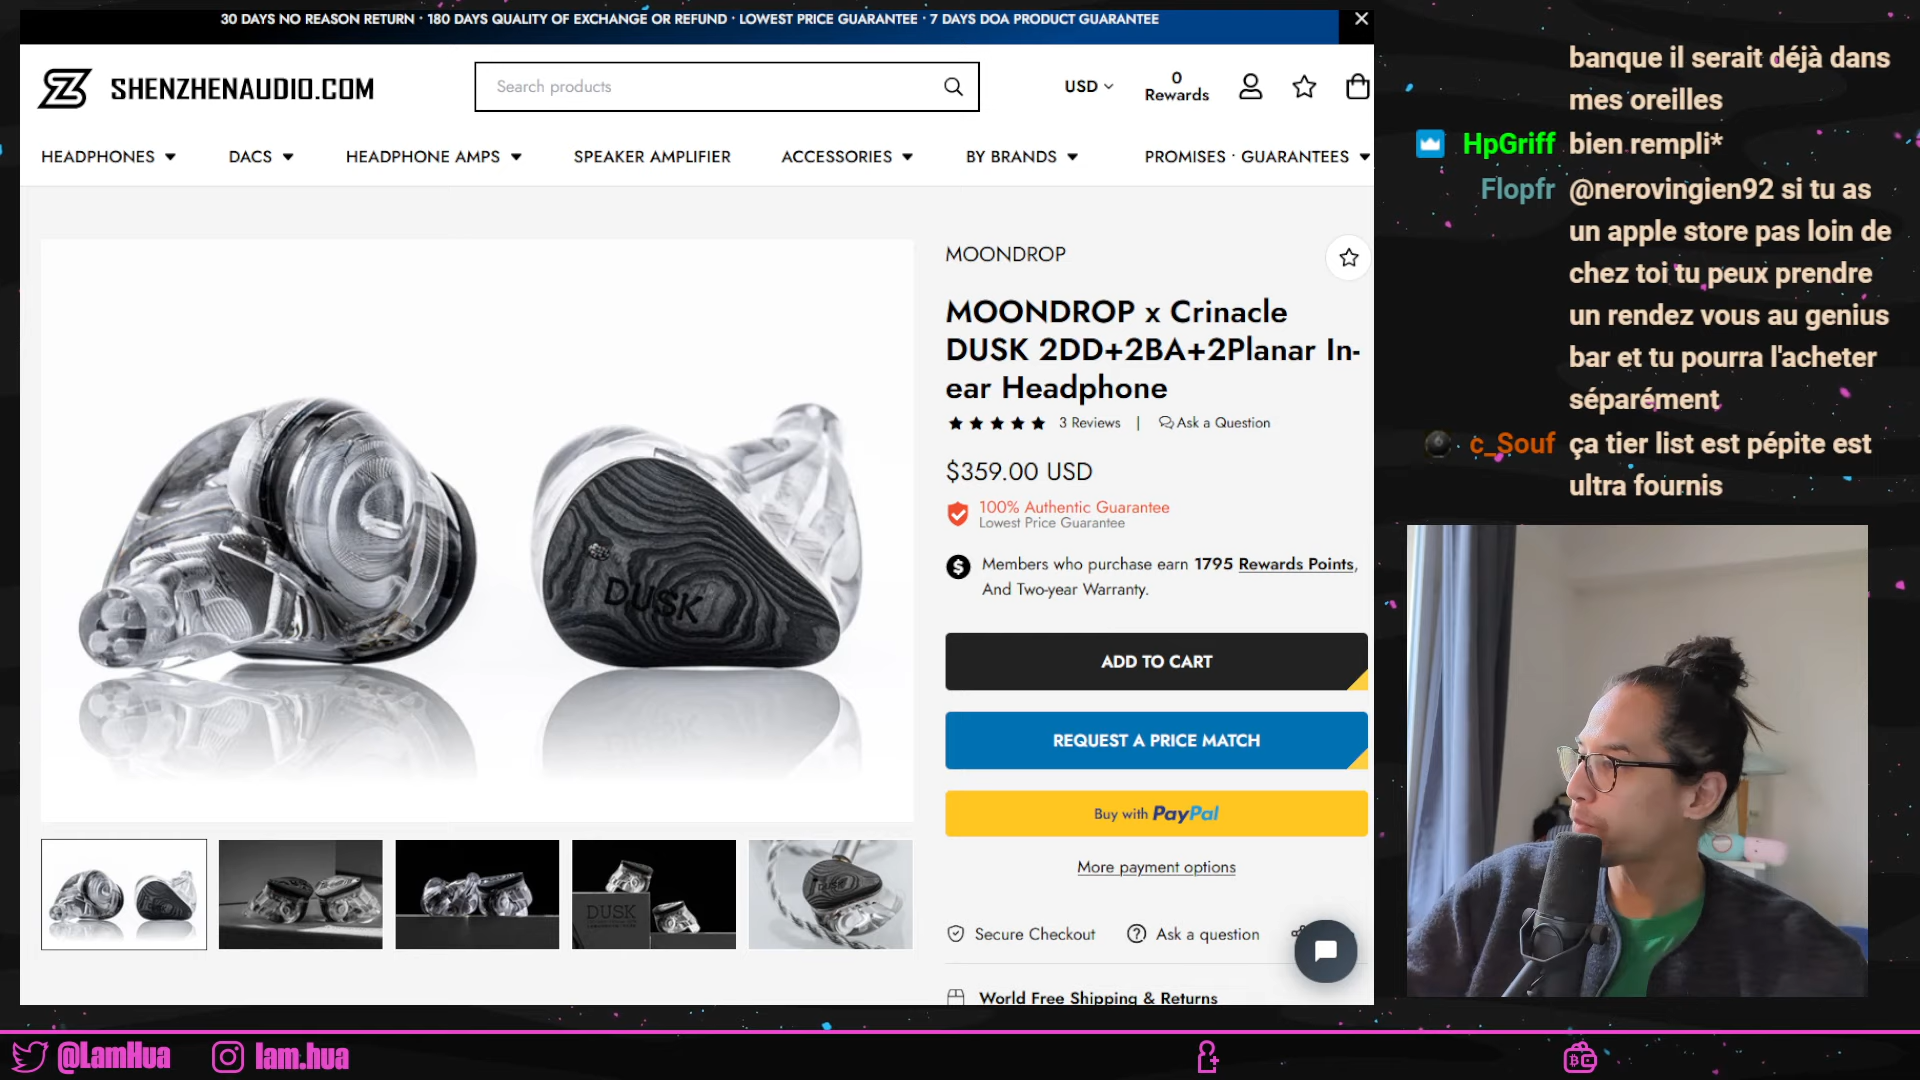 30 DAYS NO REASON RETURN · 180 DAYS QUALITY OF EXCHANGE OR REFUND · LOWEST PRICE GUARANTEE · 7 DAYS DOA PRODUCT GUARANTEE
SHENZHENAUDIO.COM
Search products
USD
0
Rewards
HEADPHONES
DACS
HEADPHONE AMPS
SPEAKER AMPLIFIER
ACCESSORIES
BY BRANDS
PROMISES · GUARANTEES
MOONDROP
MOONDROP x Crinacle
DUSK 2DD+2BA+2Planar In-
ear Headphone
3 Reviews | Ask a Question
$359.00 USD
100% Authentic Guarantee
Lowest Price Guarantee
Members who purchase earn 1795 Rewards Points,
And Two-year Warranty.
ADD TO CART
REQUEST A PRICE MATCH
Buy with PayPal
More payment options
Secure Checkout
Ask a question
World Free Shipping & Returns
DUSK
DUSK
banque il serait déjà dans
mes oreilles
HpGriff bien rempli*
Flopfr @nerovingien92 si tu as
un apple store pas loin de
chez toi tu peux prendre
un rendez vous au genius
bar et tu pourra l'acheter
séparément
c_Souf ça tier list est pépite est
ultra fournis
@LamHua
lam.hua